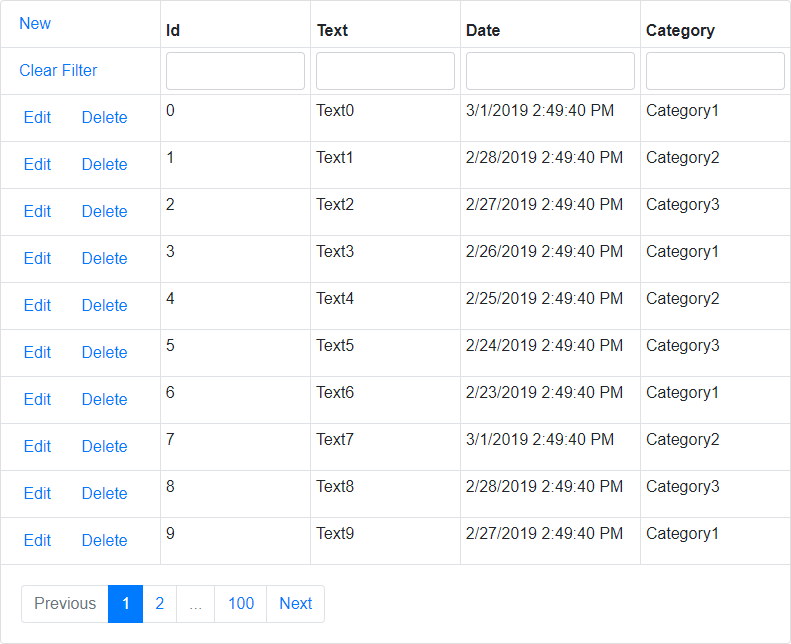 New Id Text Date Category
Clear Filter
Edit Delete 0 Text0 3/1/2019 2:49:40 PM Category1
Edit Delete 1 Text1 2/28/2019 2:49:40 PM Category2
Edit Delete 2 Text2 2/27/2019 2:49:40 PM Category3
Edit Delete 3 Text3 2/26/2019 2:49:40 PM Category1
Edit Delete 4 Text4 2/25/2019 2:49:40 PM Category2
Edit Delete 5 Text5 2/24/2019 2:49:40 PM Category3
Edit Delete 6 Text6 2/23/2019 2:49:40 PM Category1
Edit Delete 7 Text7 3/1/2019 2:49:40 PM Category2
Edit Delete 8 Text8 2/28/2019 2:49:40 PM Category3
Edit Delete 9 Text9 2/27/2019 2:49:40 PM Category1
Previous 1 2 ... 100 Next